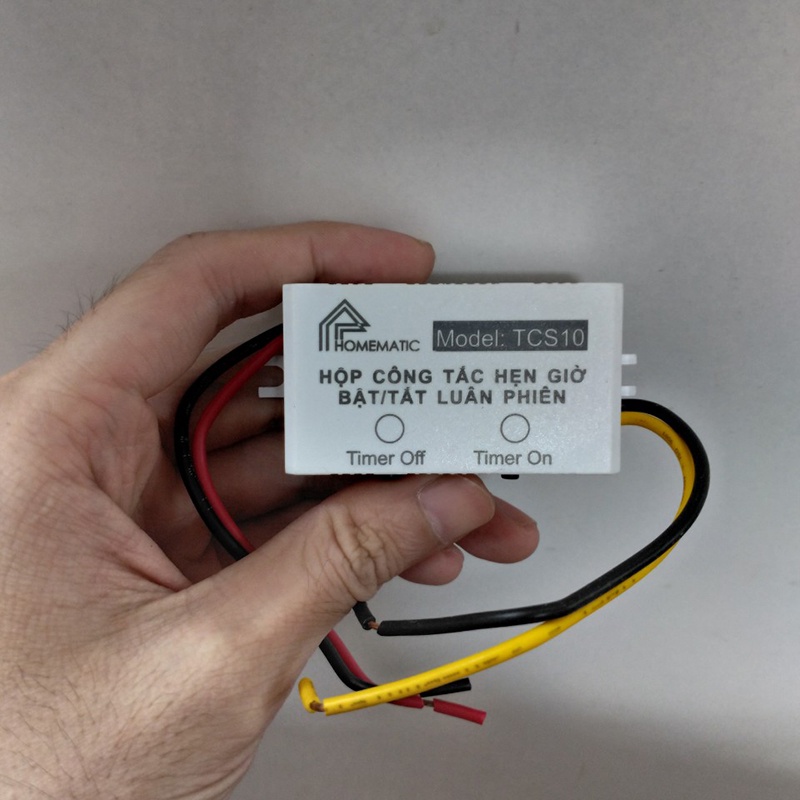 HOMEMATIC
Model: TCS10
HỘP CÔNG TẮC HẸN GIỜ
BẬT/TẮT LUÂN PHIÊN
Timer Off
Timer On